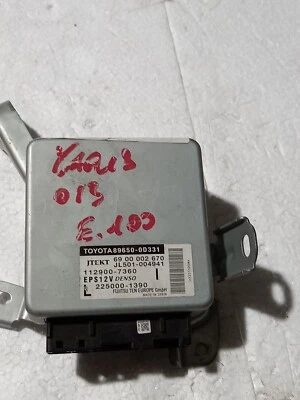 YARIS
013
E.100
TOYOTA 89650-0D331
JTEKT 69 00 002 670
JL501-004941
112900-7360 I
EPS12V DENSO
L 225000-1390
FUJITSU TEN EUROPE GmbH
MADE IN SPAIN